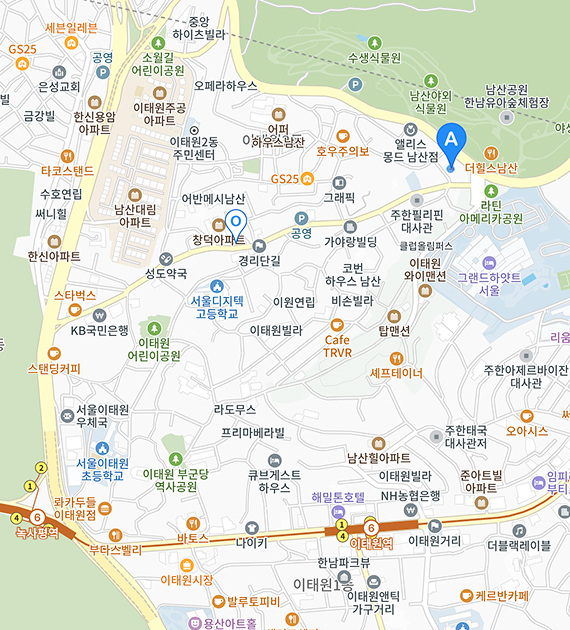 중앙
하이츠빌라
세븐일레븐
GS25
공영
P
소월길
어린이공원
수생식물원
은성교회
오페라하우스
P
남산야외
식물원
남산공원
한남유아숲체험장
빌
금강빌
한신용암
아파트
이태원주공
아파트
어퍼
하우스남산
이태원2동
주민센터
호우주의보
앨리스
몽드 남산점
A
야생
더힐스남산
타코스탠드
GS25
그래픽
수호연립
써니힐
남산대림
아파트
어반메시남산
O
창덕아파트
P
공영
주한필리핀
대사관
라틴
아메리카공원
가야랑빌딩
클럽올림퍼스
한신아파트
경리단길
성도약국
코번
하우스 남산
이태원
와이맨션
그랜드하얏트
서울
스타벅스
서울디지텍
고등학교
이원연립
비손빌라
KB국민은행
이태원빌라
탑맨션
이태원
어린이공원
Cafe
TRVR
리움
동
스탠딩커피
셰프테이너
주한아제르바이잔
대사관
서울이태원
우체국
라도무스
오아시스
프리마베라빌
주한태국
대사관저
서울이태원
초등학교
이태원 부군당
역사공원
남산힐아파트
큐브게스트
하우스
이태원빌라
준아트빌
아파트
임피
부티
2
1
해밀톤호텔
NH농협은행
롸카두들
이태원점
4
6
녹사평역
부타스벨리
바토스
나이키
1
4
6
이태원역
이태원거리
더블랙레이블
한남파크뷰
이태원시장
이태원1동
이태원앤틱
가구거리
발루토피비
케르반카페
용산아트홀